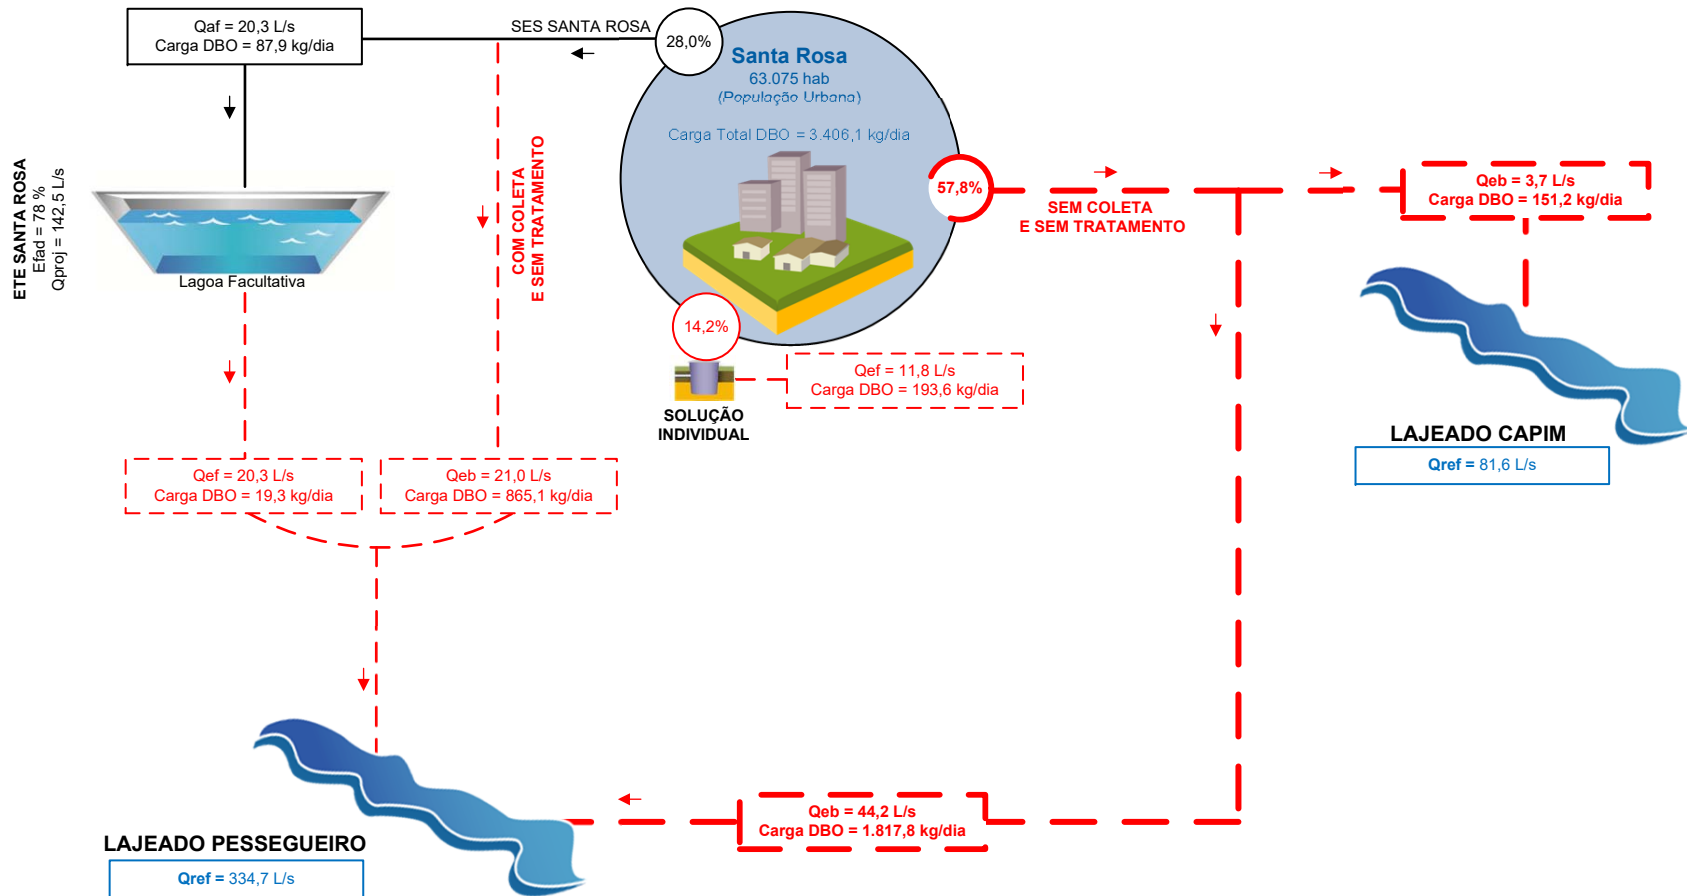 Qaf = 20,3 L/s
Carga DBO = 87,9 kg/dia
SES SANTA ROSA
28,0%
Santa Rosa
63.075 hab
(População Urbana)
Carga Total DBO = 3.406,1 kg/dia
57,8%
SEM COLETA
E SEM TRATAMENTO
Qeb = 3,7 L/s
Carga DBO = 151,2 kg/dia
ETE SANTA ROSA
Efad = 78 %
Qproj = 142,5 L/s
Lagoa Facultativa
COM COLETA
E SEM TRATAMENTO
14,2%
SOLUÇÃO
INDIVIDUAL
Qef = 11,8 L/s
Carga DBO = 193,6 kg/dia
LAJEADO CAPIM
Qref = 81,6 L/s
Qef = 20,3 L/s
Carga DBO = 19,3 kg/dia
Qeb = 21,0 L/s
Carga DBO = 865,1 kg/dia
Qeb = 44,2 L/s
Carga DBO = 1.817,8 kg/dia
LAJEADO PESSEGUEIRO
Qref = 334,7 L/s